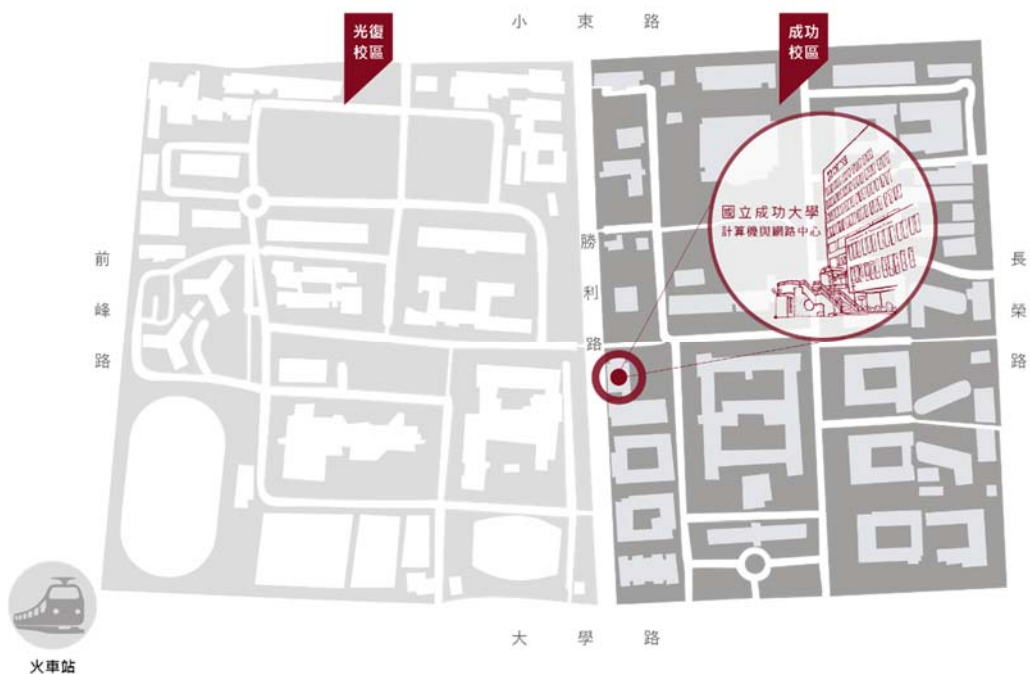 小東路
光復
校區
成功
校區
國立成功大學
計算機與網路中心
前峰路
勝利路
長榮路
大學路
火車站